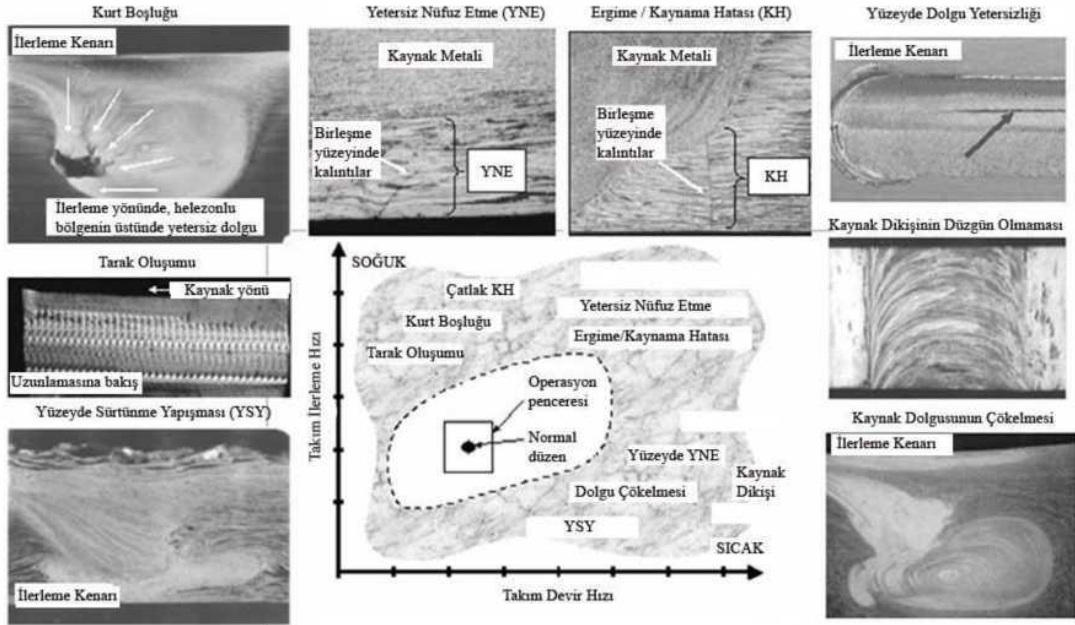 Kurt Boşluğu
İlerleme Kenarı
İlerleme yönünde, helezonlu
bölgenin üstünde yetersiz dolgu
Yetersiz Nüfuz Etme (YNE)
Kaynak Metali
Birleşme
yüzeyinde
kalıntılar
YNE
Ergime / Kaynama Hatası (KH)
Kaynak Metali
Birleşme
yüzeyinde
kalıntılar
KH
Yüzeyde Dolgu Yetersizliği
İlerleme Kenarı
Tarak Oluşumu
Kaynak yönü
Uzunlamasına bakış
Yüzeyde Sürtünme Yapışması (YSY)
İlerleme Kenarı
Takım İlerleme Hızı
SOĞUK
Çatlak KH
Kurt Boşluğu
Tarak Oluşumu
Yetersiz Nüfuz Etme
Ergime/Kaynama Hatası
Operasyon
penceresi
Normal
düzen
Yüzeyde YNE
Dolgu Çökelmesi
YSY
Kaynak
Dikişi
SICAK
Takım Devir Hızı
Kaynak Dikişinin Düzgün Olmaması
Kaynak Dolgusunun Çökelmesi
İlerleme Kenarı